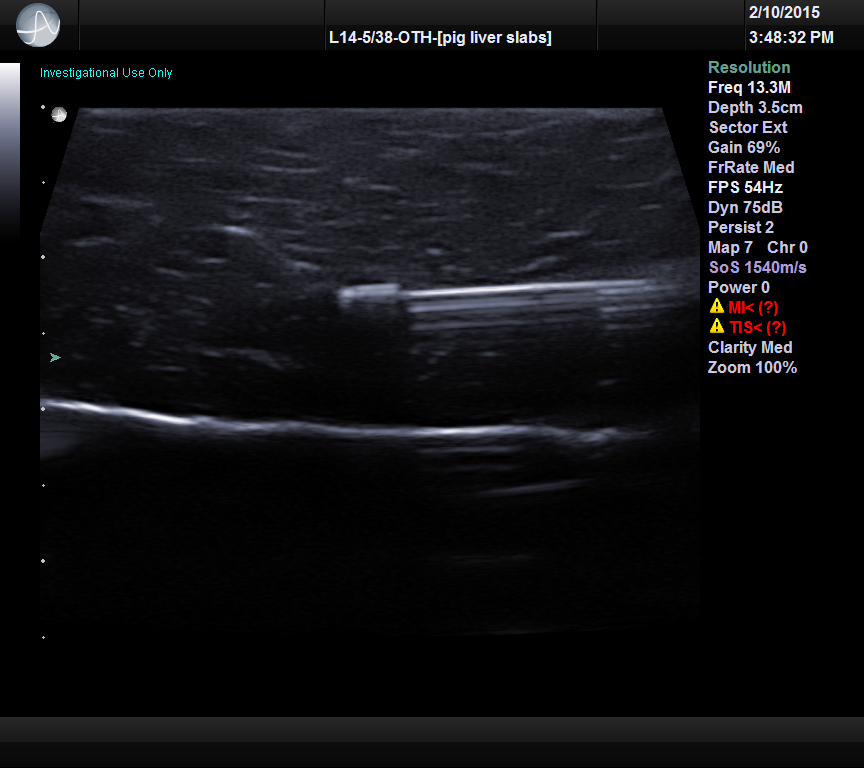 2/10/2015
L14-5/38-OTH-[pig liver slabs]
3:48:32 PM
Investigational Use Only
Resolution
Freq 13.3M
Depth 3.5cm
Sector Ext
Gain 69%
FrRate Med
FPS 54Hz
Dyn 75dB
Persist 2
Map 7 Chr 0
SoS 1540m/s
Power 0
MI< (?)
TIS< (?)
Clarity Med
Zoom 100%